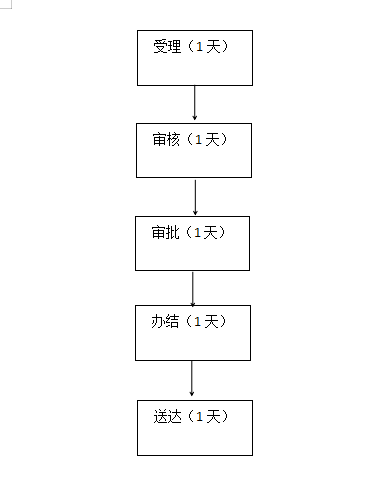 受理（1 天）
审核（1 天）
审批（1 天）
办结（1 天）
送达（1 天）